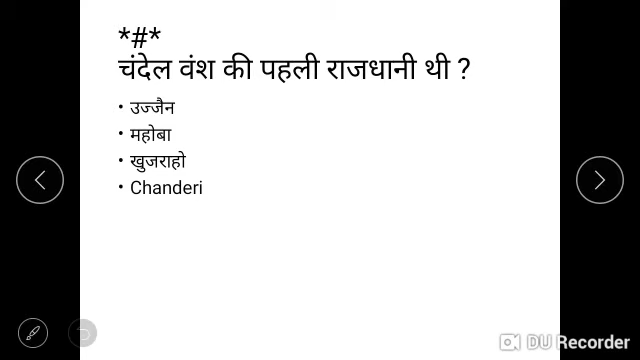 *#*
चंदेल वंश की पहली राजधानी थी ?
• उज्जैन
• महोबा
• खुजराहो
• Chanderi
DU Recorder